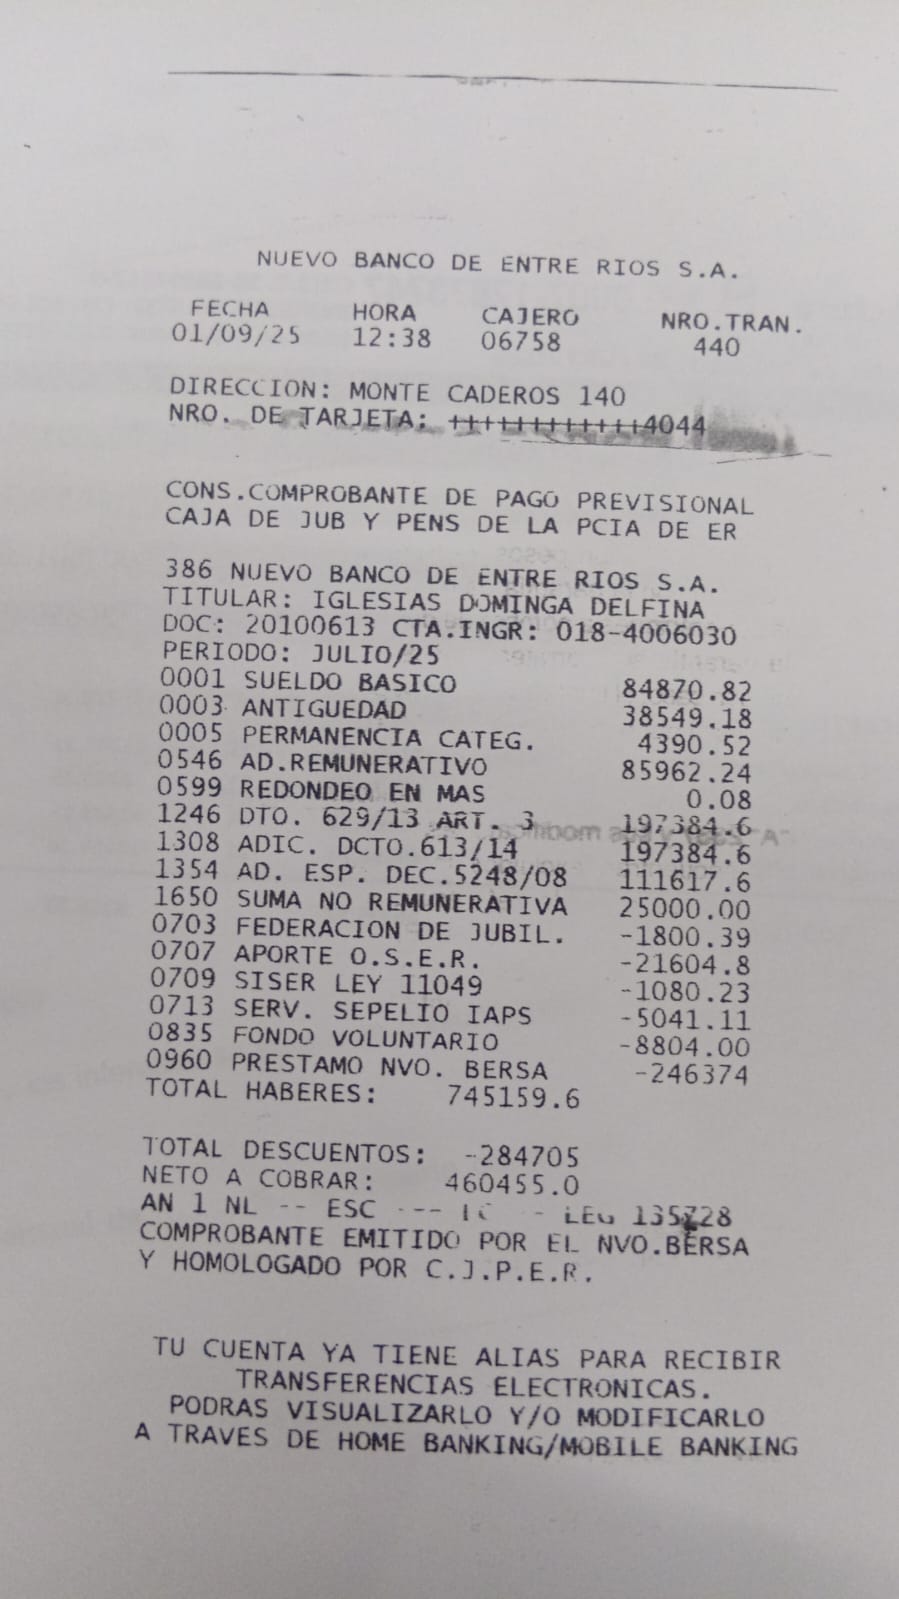 NUEVO BANCO DE ENTRE RIOS S.A.
FECHA HORA CAJERO NRO.TRAN.
01/09/25 12:38 06758 440
DIRECCION: MONTE CADEROS 140
NRO. DE TARJETA: ++++++++++++4044
CONS.COMPROBANTE DE PAGO PREVISIONAL
CAJA DE JUB Y PENS DE LA PCIA DE ER
386 NUEVO BANCO DE ENTRE RIOS S.A.
TITULAR: IGLESIAS DOMINGA DELFINA
DOC: 20100613 CTA.INGR: 018-4006030
PERIODO: JULIO/25
0001 SUELDO BASICO 84870.82
0003 ANTIGUEDAD 38549.18
0005 PERMANENCIA CATEG. 4390.52
0546 AD.REMUNERATIVO 85962.24
0599 REDONDEO EN MAS 0.08
1246 DTO. 629/13 ART. 3 197384.6
1308 ADIC. DCTO.613/14 197384.6
1354 AD. ESP. DEC.5248/08 111617.6
1650 SUMA NO REMUNERATIVA 25000.00
0703 FEDERACION DE JUBIL. -1800.39
0707 APORTE O.S.E.R. -21604.8
0709 SISER LEY 11049 -1080.23
0713 SERV. SEPELIO IAPS -5041.11
0835 FONDO VOLUNTARIO -8804.00
0960 PRESTAMO NVO. BERSA -246374
TOTAL HABERES: 745159.6
TOTAL DESCUENTOS: -284705
NETO A COBRAR: 460455.0
AN 1 NL -- ESC --- - LEG 135728
COMPROBANTE EMITIDO POR EL NVO.BERSA
Y HOMOLOGADO POR C.J.P.E.R.
TU CUENTA YA TIENE ALIAS PARA RECIBIR
TRANSFERENCIAS ELECTRONICAS.
PODRAS VISUALIZARLO Y/O MODIFICARLO
A TRAVES DE HOME BANKING/MOBILE BANKING